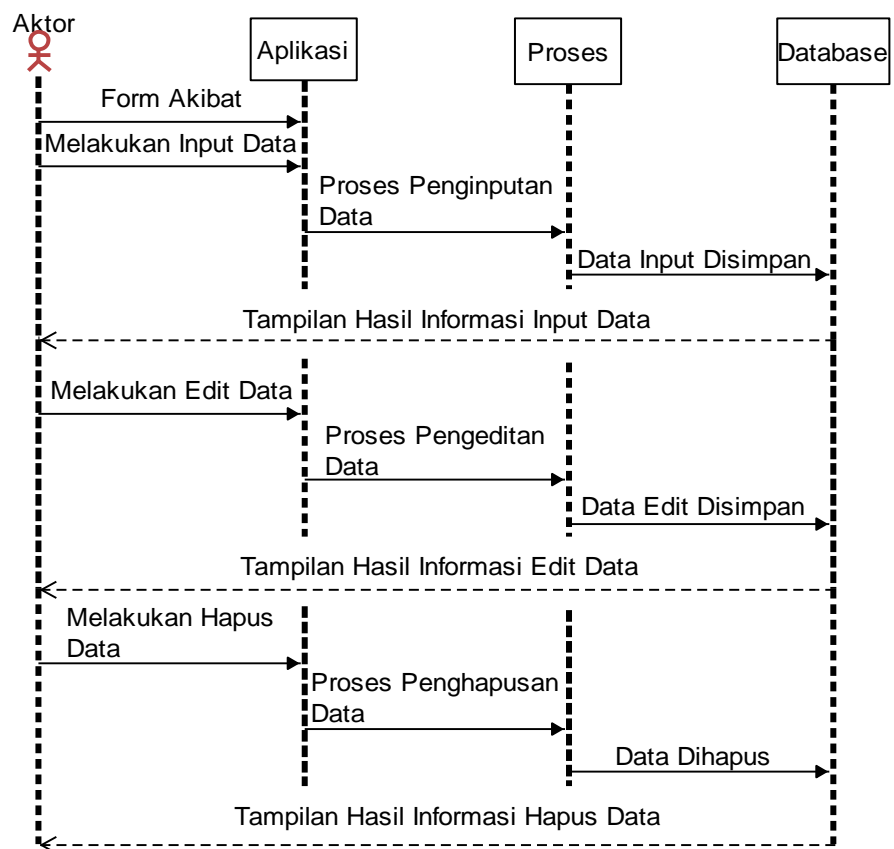 Aktor
Aplikasi
Proses
Database
Form Akibat
Melakukan Input Data
Proses Penginputan
Data
Data Input Disimpan
Tampilan Hasil Informasi Input Data
Melakukan Edit Data
Proses Pengeditan
Data
Data Edit Disimpan
Tampilan Hasil Informasi Edit Data
Melakukan Hapus
Data
Proses Penghapusan
Data
Data Dihapus
Tampilan Hasil Informasi Hapus Data